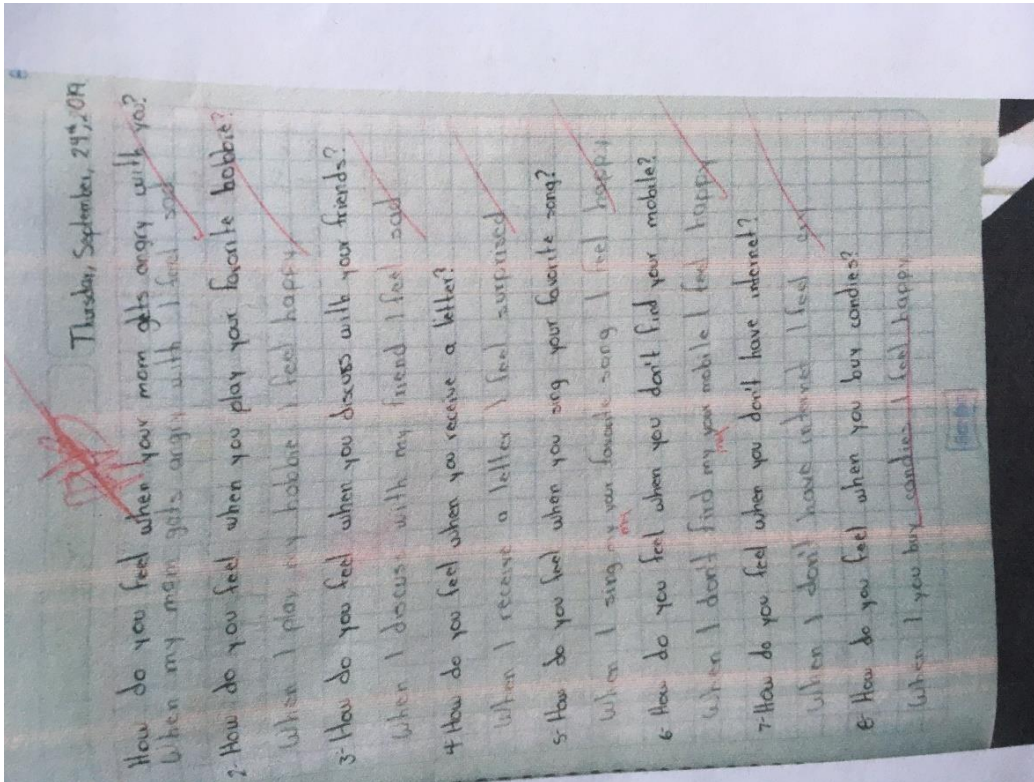 Thursday, September, 24th, 2019
How do you feel when your mom gets angry with yo?
When my mom gets angry with I feel sad
2- How do you feel when you play your favorite hobbie?
When I play my hobbie I feel happy
3- How do you feel when you discuss with your friends?
When I discuss with my friend I feel sad
4 How do you feel when you receive a letter?
When I receive a letter I feel surprised
5- How do you feel when you sing your favorite song?
When I sing my your favorite song I feel happy
my
6- How do you feel when you don't find your mobile?
When I don't find my your mobile I feel happy
my
7- How do you feel when you don't have internet?
When I don't have internet I feel
8- How do you feel when you buy candies?
When I you buy candies I feel happy